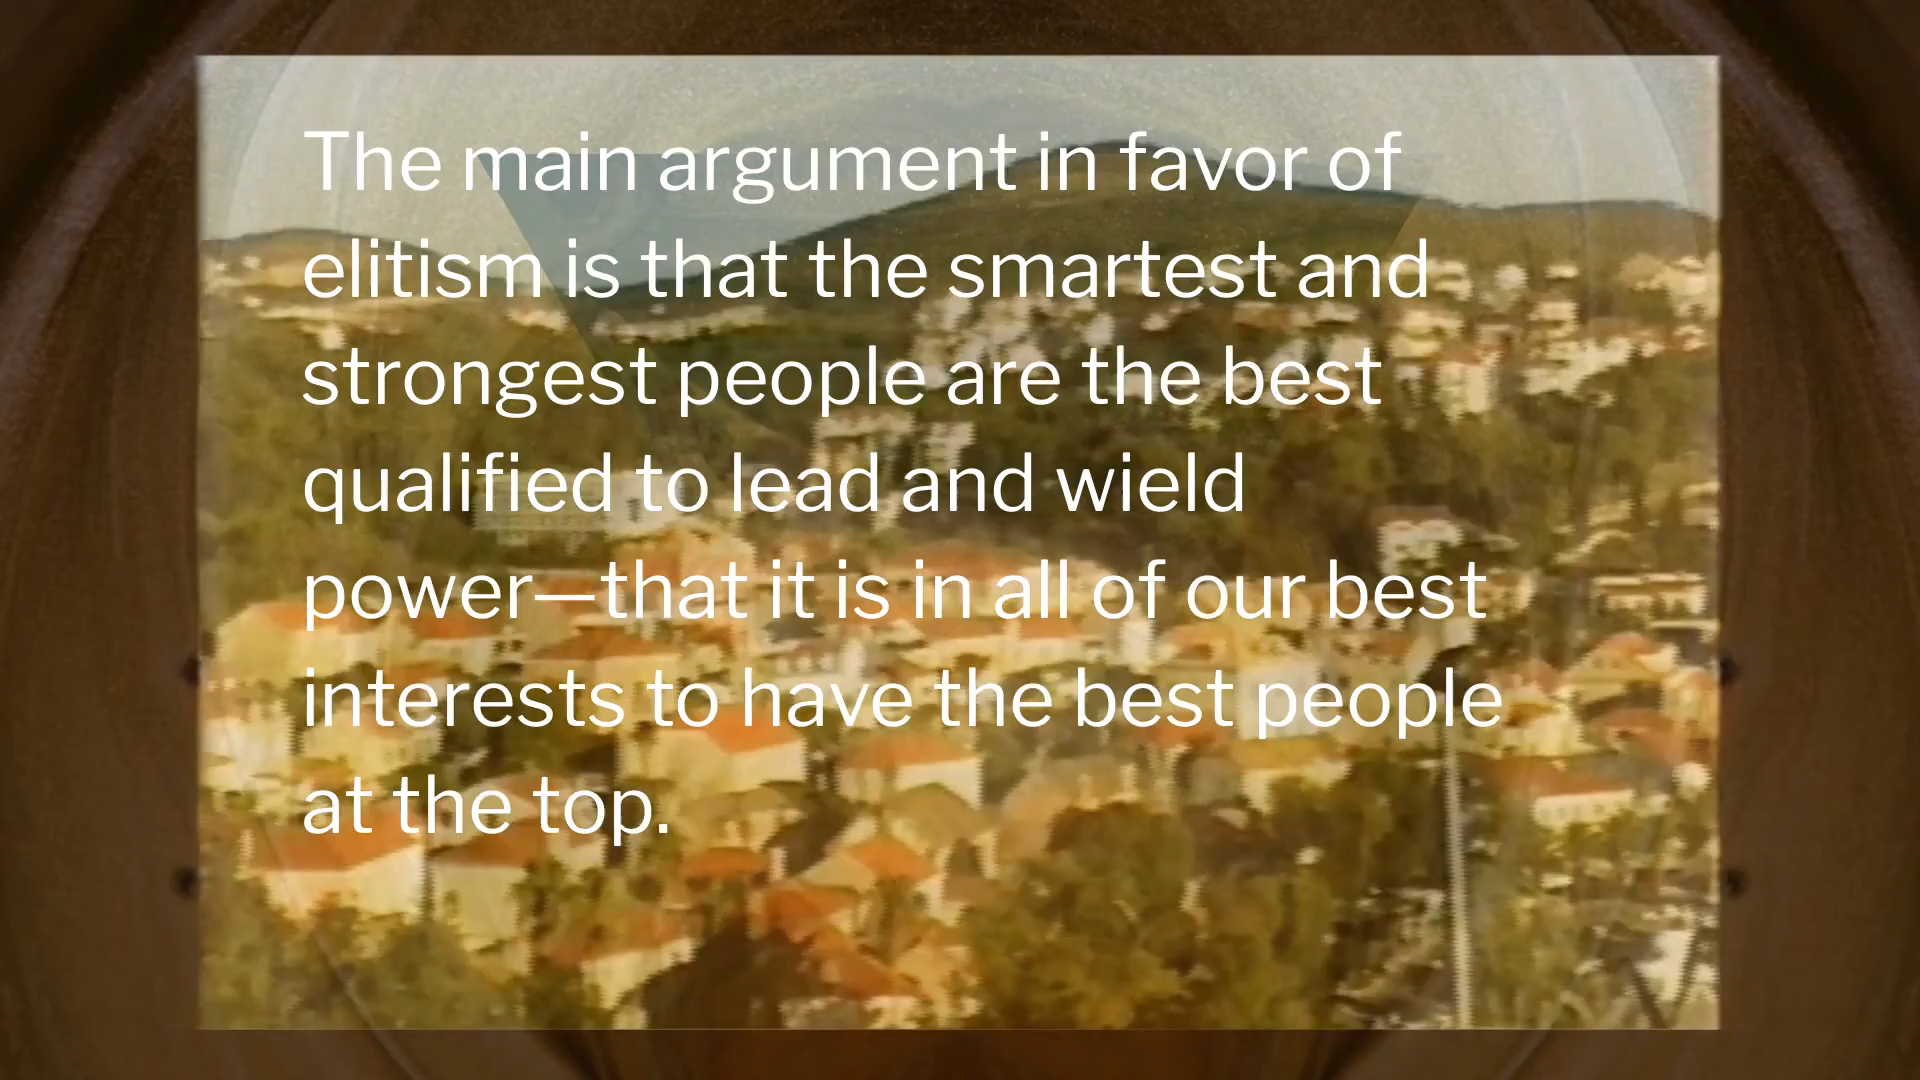 The main argument in favor of
elitism is that the smartest and
strongest people are the best
qualified to lead and wield
power—that it is in all of our best
interests to have the best people
at the top.